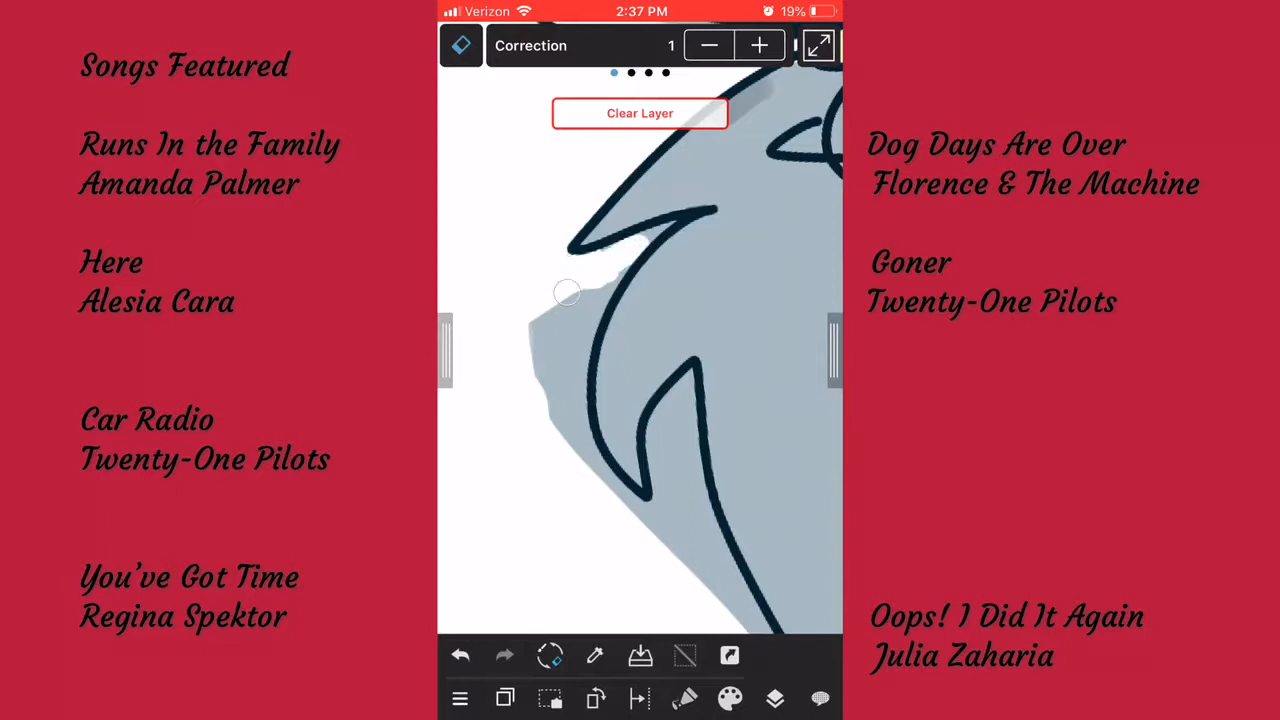 Songs Featured
Runs In the Family
Amanda Palmer
Here
Alesia Cara
Car Radio
Twenty-One Pilots
You've Got Time
Regina Spektor
Verizon
2:37 PM
19%
Correction
1
Clear Layer
Dog Days Are Over
Florence & The Machine
Goner
Twenty-One Pilots
Oops! I Did It Again
Julia Zaharia